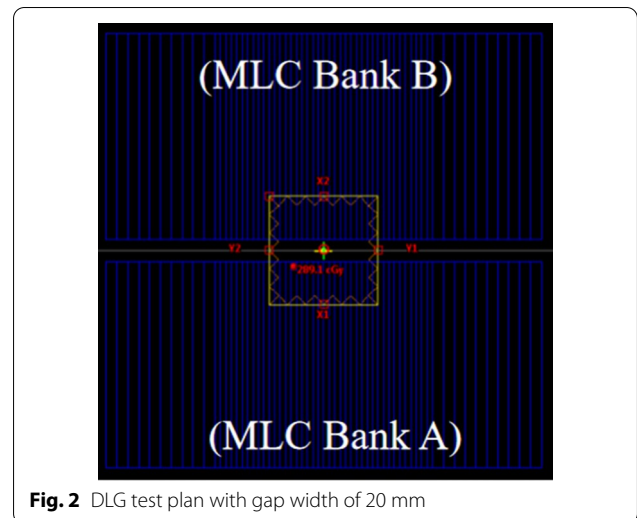 (MLC Bank B)
X2
Y2
Y1
289.1 cGy
X1
(MLC Bank A)
Fig. 2 DLG test plan with gap width of 20 mm